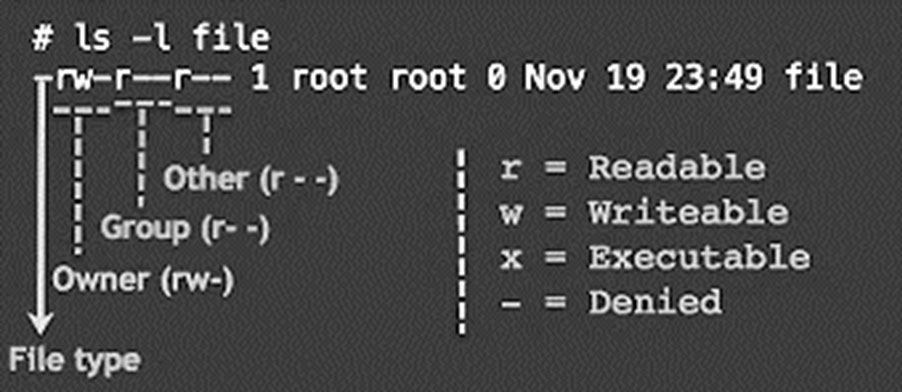 # ls -l file
-rw-r--r-- 1 root root 0 Nov 19 23:49 file
Other (r - -)
Group (r- -)
Owner (rw-)
File type
r = Readable
w = Writeable
x = Executable
- = Denied